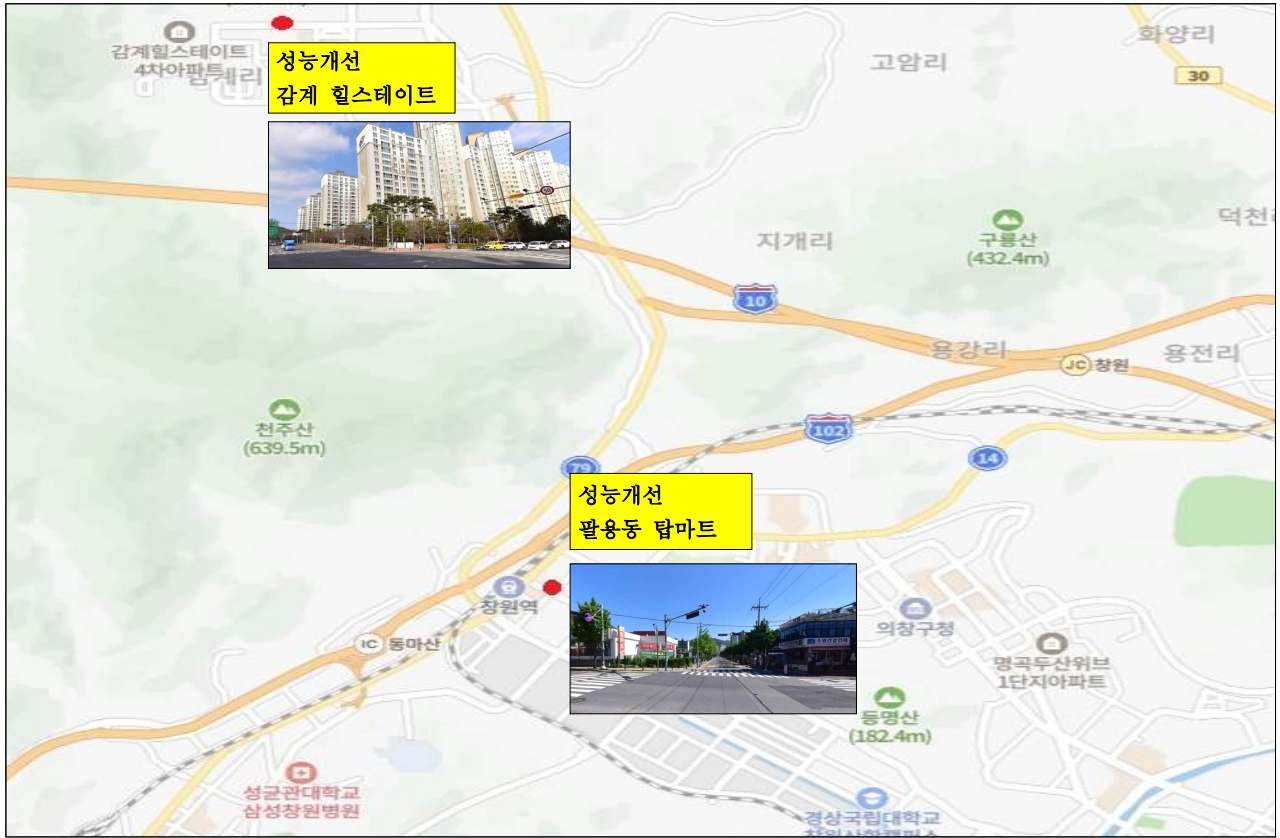 감계힐스테이트
4차아파트
감계리
성능개선
감계 힐스테이트
고암리
화양리
30
지개리
구룡산
(432.4m)
10
용강리
JC 창원
용전리
천주산
(639.5m)
102
14
79
성능개선
팔용동 탑마트
창원역
IC 동마산
의창구청
명곡두산위브
1단지아파트
등명산
(182.4m)
성균관대학교
삼성창원병원
경상국립대학교